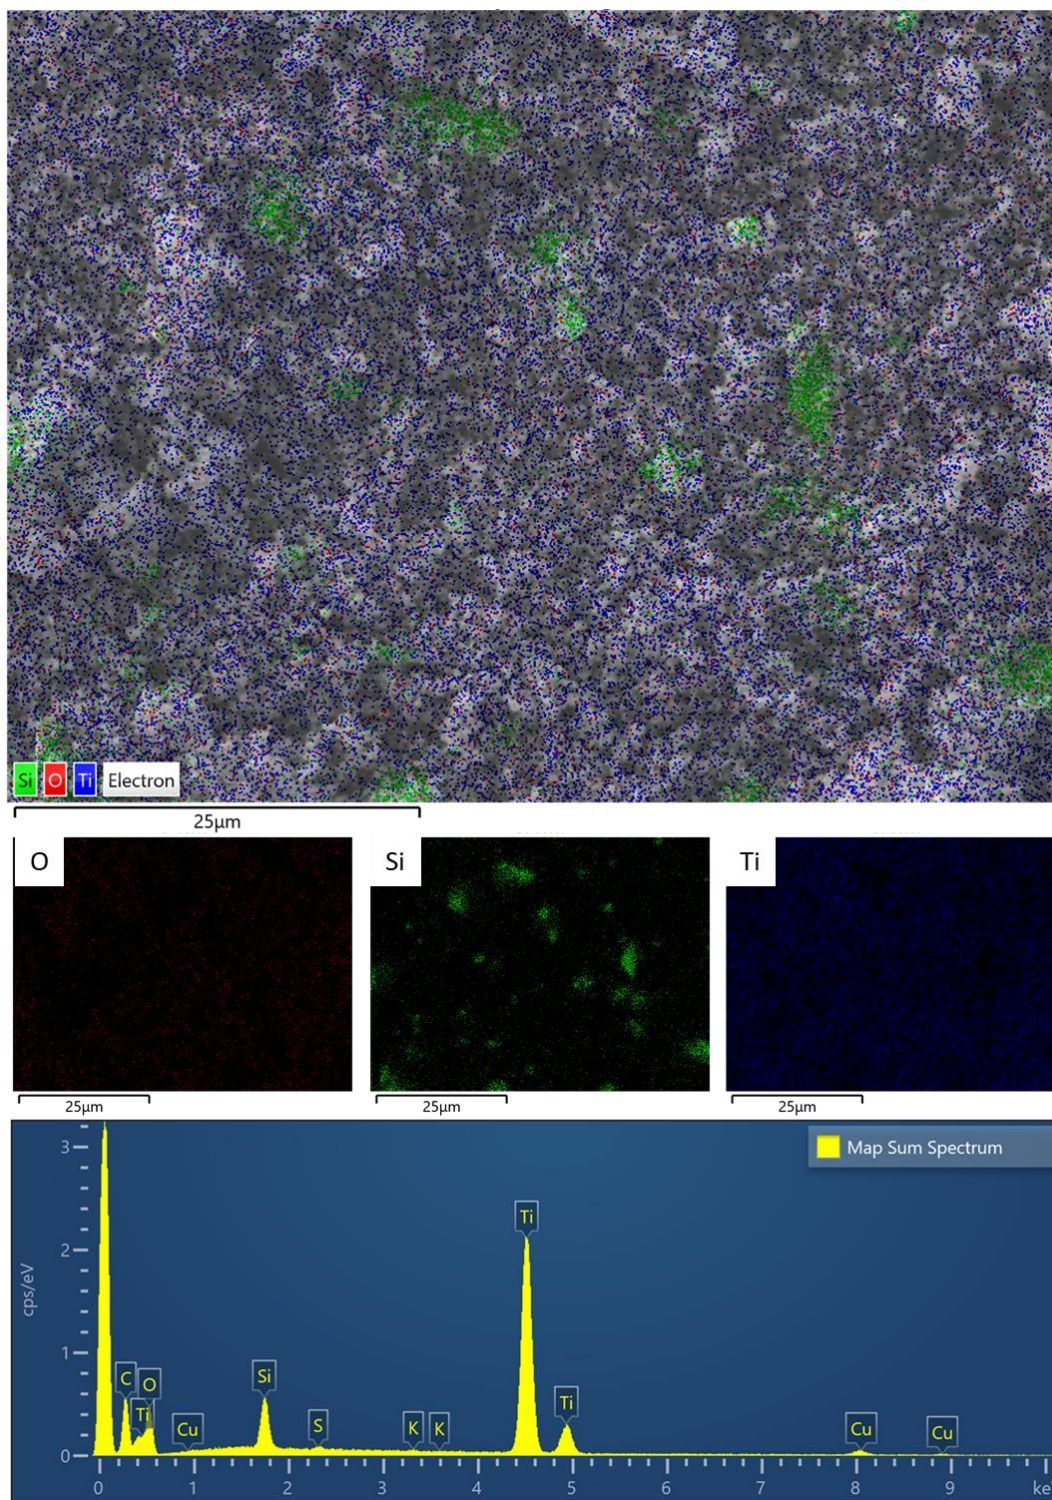 Si O Ti Electron
25µm
O Si Ti
25µm 25µm 25µm
Map Sum Spectrum
3
2
1
0
cps/eV
C O Ti Cu Si S K K Ti Ti Cu Cu
0 1 2 3 4 5 6 7 8 9 ke